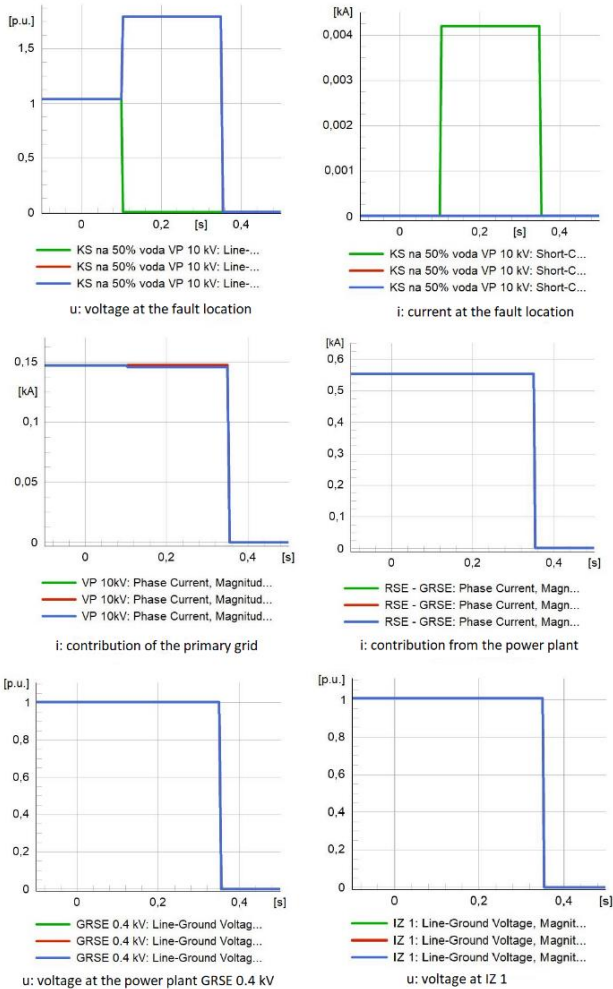 [p.u.]
1,5
1
0,5
0
0
0,2
[s]
0,4
KS na 50% voda VP 10 kV: Line-...
KS na 50% voda VP 10 kV: Line-...
KS na 50% voda VP 10 kV: Line-...
u: voltage at the fault location
[kA]
0,004
0,003
0,002
0,001
0
0
0,2
[s]
0,4
KS na 50% voda VP 10 kV: Short-C...
KS na 50% voda VP 10 kV: Short-C...
KS na 50% voda VP 10 kV: Short-C...
i: current at the fault location
0,15
[kA]
0,1
0,05
0
0
0,2
0,4
[s]
VP 10kV: Phase Current, Magnitud...
VP 10kV: Phase Current, Magnitud...
VP 10kV: Phase Current, Magnitud...
i: contribution of the primary grid
[kA]
0,6
0,5
0,4
0,3
0,2
0,1
0
0
0,2
0,4
[s]
RSE - GRSE: Phase Current, Magn...
RSE - GRSE: Phase Current, Magn...
RSE - GRSE: Phase Current, Magn...
i: contribution from the power plant
[p.u.]
1
0,8
0,6
0,4
0,2
0
0
0,2
0,4
[s]
GRSE 0.4 kV: Line-Ground Voltag...
GRSE 0.4 kV: Line-Ground Voltag...
GRSE 0.4 kV: Line-Ground Voltag...
u: voltage at the power plant GRSE 0.4 kV
[p.u.]
1
0,8
0,6
0,4
0,2
0
0
0,2
0,4
[s]
IZ 1: Line-Ground Voltage, Magnit...
IZ 1: Line-Ground Voltage, Magnit...
IZ 1: Line-Ground Voltage, Magnit...
u: voltage at IZ 1